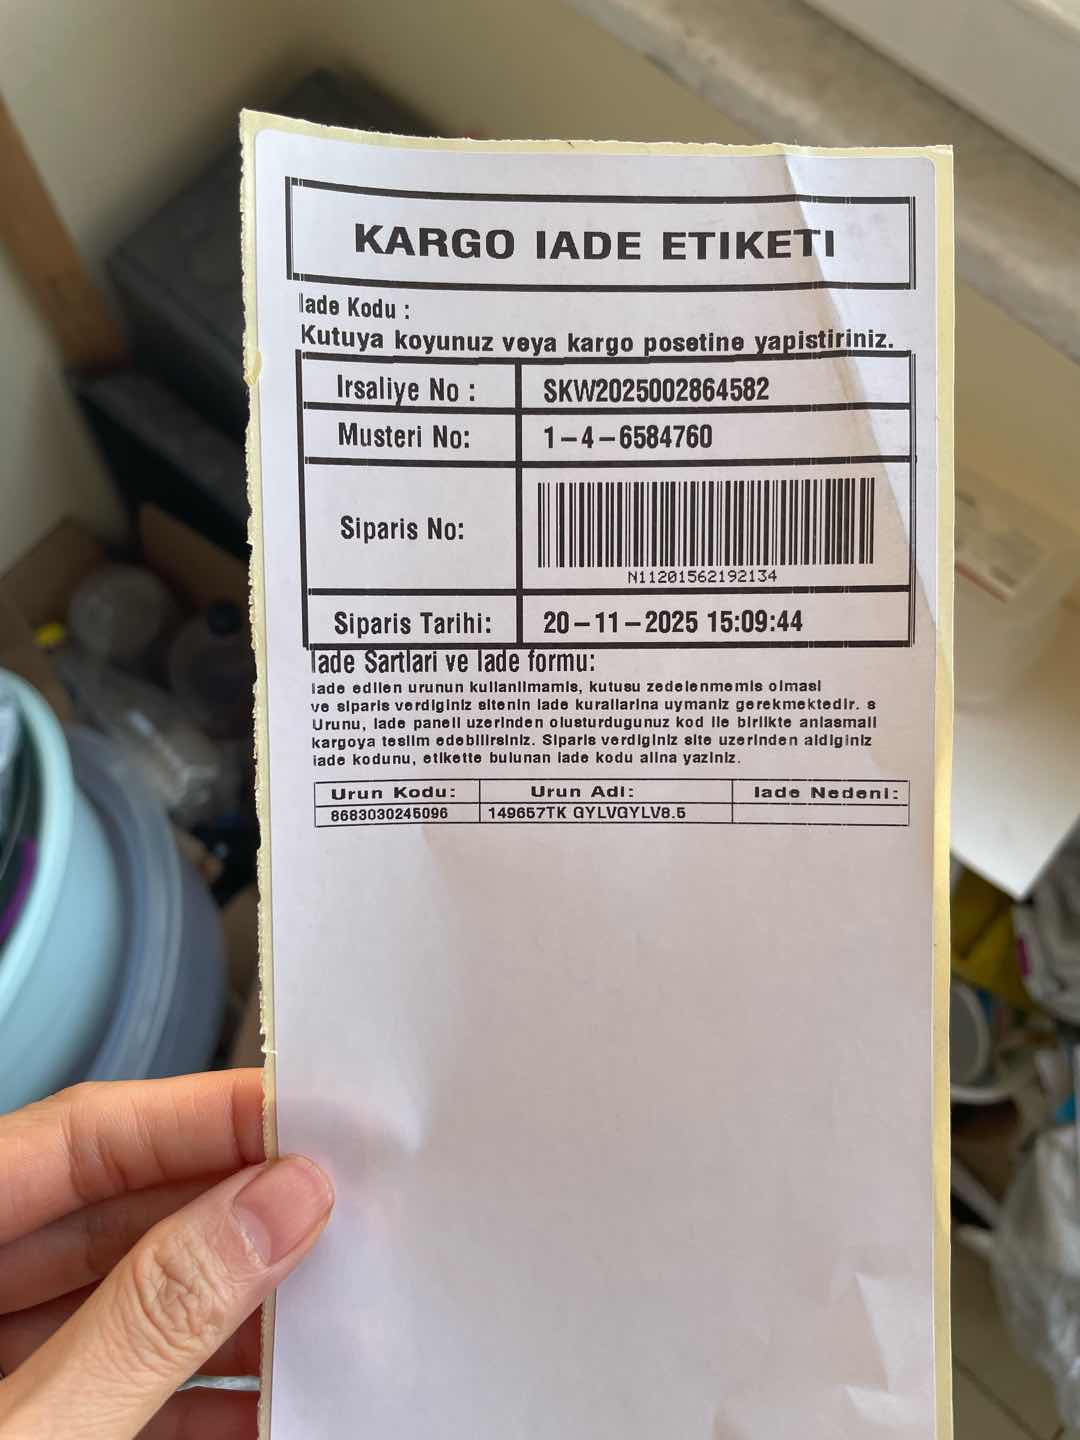 KARGO IADE ETIKETI
Iade Kodu :
Kutuya koyunuz veya kargo posetine yapistiriniz.
Irsaliye No : SKW2025002864582
Musteri No: 1-4-6584760
Siparis No:
N11201562192134
Siparis Tarihi: 20-11-2025 15:09:44
Iade Sartlari ve Iade formu:
Iade edilen urunun kullanilmamis, kutusu zedelenmemis olmasi
ve siparis verdiginiz sitenin iade kurallarina uymaniz gerekmektedir. s
Urunu, iade paneli uzerinden olusturdugunuz kod ile birlikte anlasmali
kargoya teslim edebilirsiniz. Siparis verdiginiz site uzerinden aldiginiz
iade kodunu, etikette bulunan iade kodu alina yaziniz.
Urun Kodu: Urun Adi: Iade Nedeni:
8683030245096 149657TK GYLVGYLV8.5